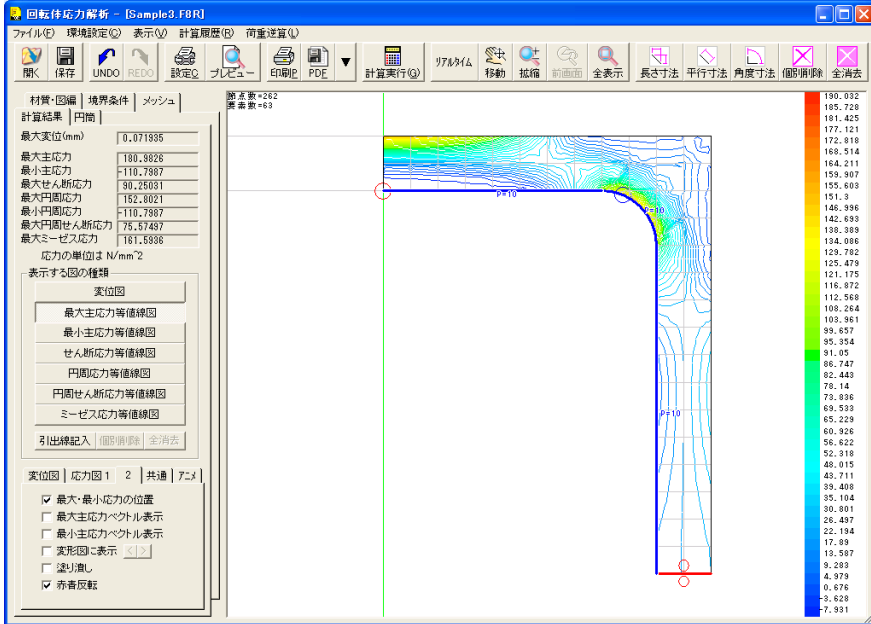 回転体応力解析 - [Sample3.F8R]
ファイル(F) 環境設定(C) 表示(V) 計算履歴(R) 荷重逆算(L)
開く 保存 UNDO REDO 設定C プレビュー 印刷P PDF 計算実行(G) リアルタイム 移動 拡縮 前画面 全表示 長さ寸法 平行寸法 角度寸法 個別削除 全消去
材質・図編 境界条件 メッシュ
計算結果 円筒
最大変位(mm) 0.071935
最大主応力 180.9826
最小主応力 -110.7987
最大せん断応力 90.25031
最大円周応力 152.8021
最小円周応力 -110.7987
最大円周せん断応力 75.57497
最大ミーゼス応力 161.5936
応力の単位は N/mm^2
表示する図の種類
変位図
最大主応力等値線図
最小主応力等値線図
せん断応力等値線図
円周応力等値線図
円周せん断応力等値線図
ミーゼス応力等値線図
引出線記入 個別削除 全消去
変位図 応力図1 2 共通 アニメ
最大・最小応力の位置
最大主応力ベクトル表示
最小主応力ベクトル表示
変形図に表示 < >
塗り潰し
赤青反転
節点数=262
要素数=63
P=10
P=10
P=10
190.032
185.728
181.425
177.121
172.818
168.514
164.211
159.907
155.603
151.3
146.996
142.693
138.389
134.086
129.782
125.479
121.175
116.872
112.568
108.264
103.961
99.657
95.354
91.05
86.747
82.443
78.14
73.836
69.533
65.229
60.926
56.622
52.318
48.015
43.711
39.408
35.104
30.801
26.497
22.194
17.89
13.587
9.283
4.979
0.676
-3.628
-7.931